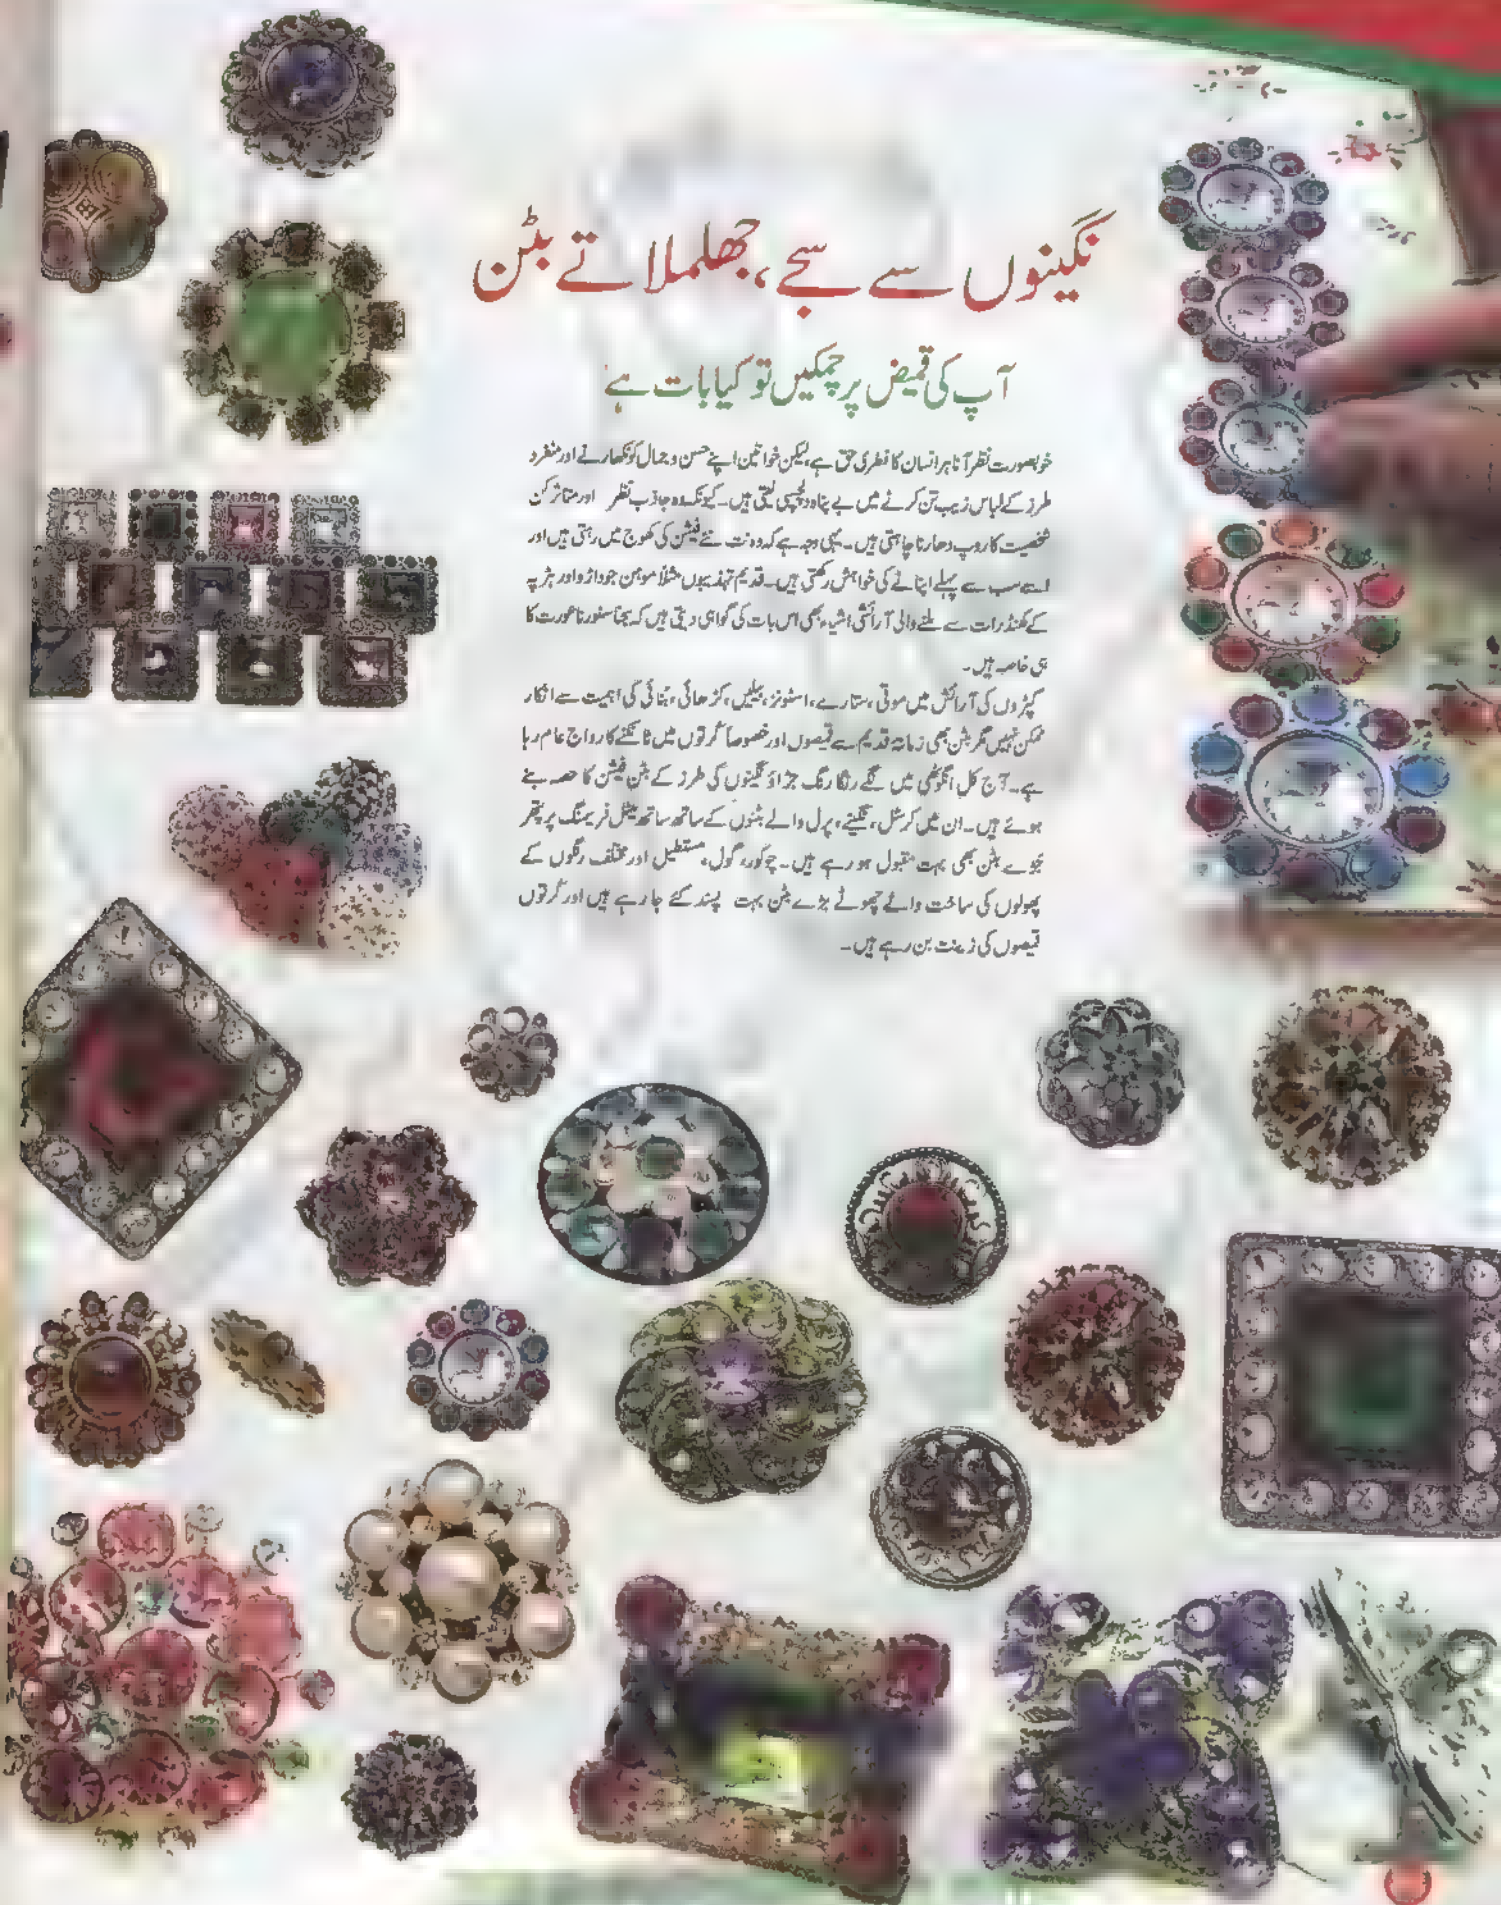 نگینوں سے سجے، جھلملاتے بٹن
آپ کی قمیض پر چمکیں تو کیا بات ہے
خوبصورت نظر آنا ہر انسان کا فطری حق ہے، لیکن خواتین اپنے حسن و جمال کو نکھارنے اور منفرد
طرز کے لباس زیب تن کرنے میں بے پناہ دلچسپی لیتی ہیں۔ کیونکہ وہ جاذب نظر اور متاثر کن
شخصیت کا روپ دھارنا چاہتی ہیں۔ یہی وجہ ہے کہ وہ نت نئے فیشن کی کھوج میں رہتی ہیں اور
اسے سب سے پہلے اپنانے کی خواہش رکھتی ہیں۔ قدیم تہذیبوں مثلاً موہن جوداڑو اور ہڑپہ
کے کھنڈرات سے ملنے والی آرائشی اشیاء بھی اس بات کی گواہی دیتی ہیں کہ سجنا سنورنا عورت کا
ہی خاصہ ہیں۔
کپڑوں کی آرائش میں موتی، ستارے، اسٹونز، بیلیں، کڑھائی، بُنائی کی اہمیت سے انکار
ممکن نہیں مگر بٹن بھی زمانہ قدیم سے قمیصوں اور خصوصاً کُرتوں میں ٹانکنے کا رواج عام رہا
ہے۔ آج کل انگوٹھی میں لگے رنگا رنگ جڑاؤ نگینوں کی طرز کے بٹن فیشن کا حصہ بنے
ہوئے ہیں۔ ان میں کرسٹل، نگینے، پرل والے بٹنوں کے ساتھ ساتھ میٹل فریمنگ پر پتھر
جُڑے بٹن بھی بہت مقبول ہو رہے ہیں۔ چوکور، گول، مستطیل اور مختلف رنگوں کے
پھولوں کی ساخت والے چھوٹے بڑے بٹن بہت پسند کئے جا رہے ہیں اور کُرتوں
قمیصوں کی زینت بن رہے ہیں۔